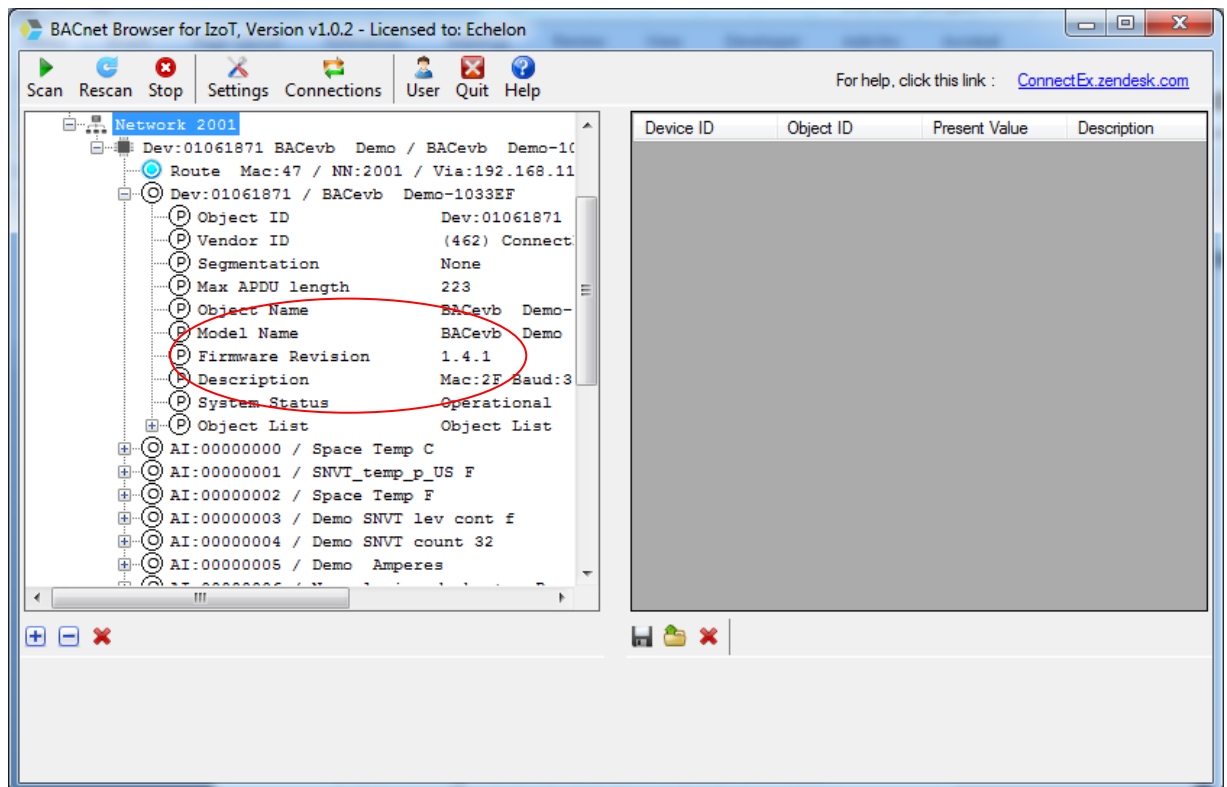 BACnet Browser for IzoT, Version v1.0.2 - Licensed to: Echelon
Scan Rescan Stop Settings Connections User Quit Help
For help, click this link : ConnectEx.zendesk.com
Network 2001
Dev:01061871 BACevb Demo / BACevb Demo-10
Route Mac:47 / NN:2001 / Via:192.168.11
Dev:01061871 / BACevb Demo-1033EF
P Object ID Dev:01061871
P Vendor ID (462) Connect
P Segmentation None
P Max APDU length 223
P Object Name BACevb Demo-
P Model Name BACevb Demo
P Firmware Revision 1.4.1
P Description Mac:2F Baud:3
P System Status Operational
P Object List Object List
AI:00000000 / Space Temp C
AI:00000001 / SNVT_temp_p_US F
AI:00000002 / Space Temp F
AI:00000003 / Demo SNVT lev cont f
AI:00000004 / Demo SNVT count 32
AI:00000005 / Demo Amperes
Device ID Object ID Present Value Description